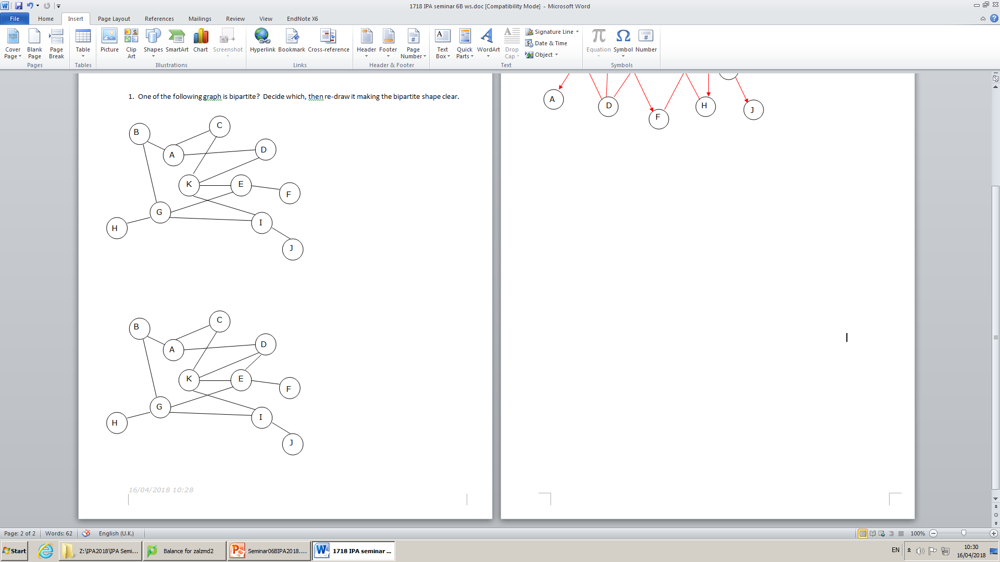 1718 IPA seminar 6B ws.doc [Compatibility Mode] - Microsoft Word
File Home Insert Page Layout References Mailings Review View EndNote X6
Cover Page Blank Page Page Break
Pages
Table
Tables
Picture Clip Art Shapes SmartArt Chart Screenshot
Illustrations
Hyperlink Bookmark Cross-reference
Links
Header Footer Page Number
Header & Footer
Text Box Quick Parts WordArt Drop Cap
Signature Line
Date & Time
Object
Text
Equation Symbol Number
Symbols
1. One of the following graph is bipartite? Decide which, then re-draw it making the bipartite shape clear.
B
C
A
D
K
E
F
G
H
I
J
B
C
A
D
K
E
F
G
H
I
J
16/04/2018 10:28
A
D
F
H
J
Page: 2 of 2 Words: 62 English (U.K.) 100%
Start Z:\IPA2018\IPA Semi... Balance for zalzmd2 Seminar06BIPA2018.... 1718 IPA seminar ... EN 10:30
16/04/2018